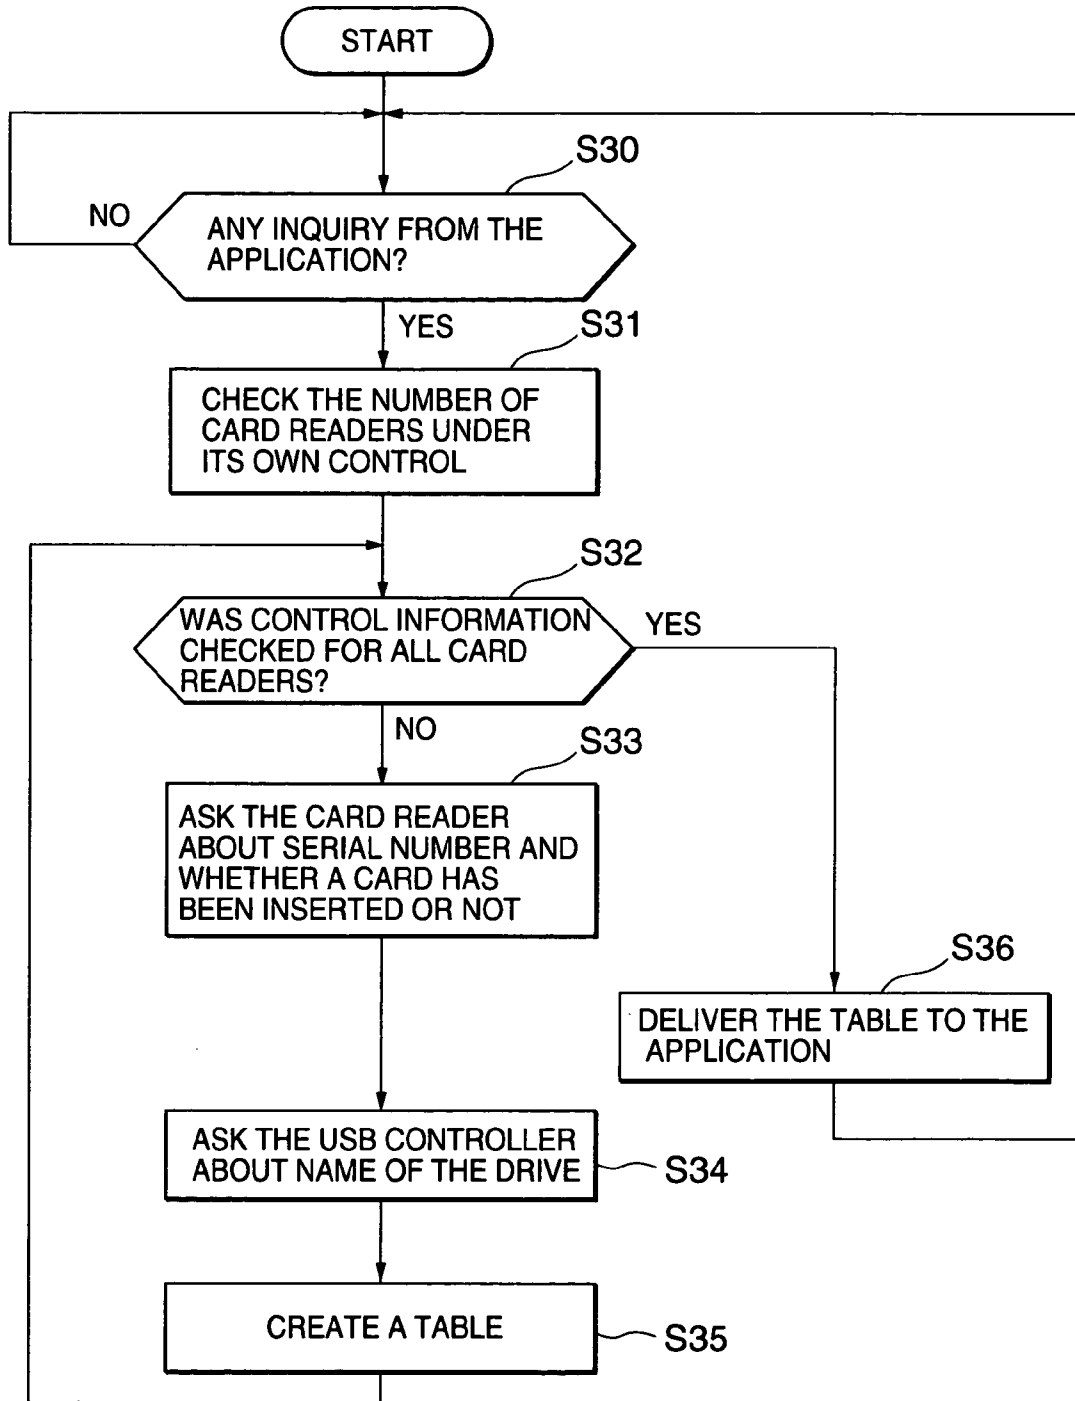 START
S30
NO
ANY INQUIRY FROM THE
APPLICATION?
YES
S31
CHECK THE NUMBER OF
CARD READERS UNDER
ITS OWN CONTROL
S32
WAS CONTROL INFORMATION
CHECKED FOR ALL CARD
READERS?
YES
NO
S33
ASK THE CARD READER
ABOUT SERIAL NUMBER AND
WHETHER A CARD HAS
BEEN INSERTED OR NOT
S36
DELIVER THE TABLE TO THE
APPLICATION
ASK THE USB CONTROLLER
ABOUT NAME OF THE DRIVE
S34
CREATE A TABLE
S35